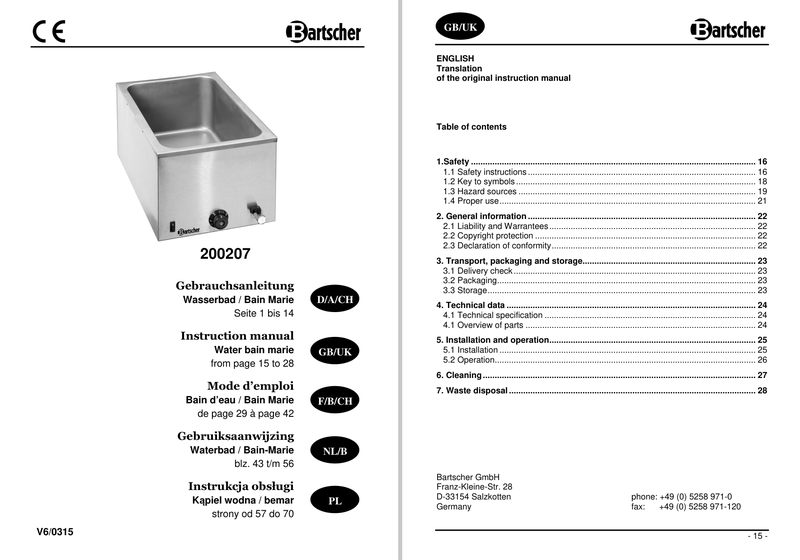 CE
Bartscher
Bartscher
200207
Gebrauchsanleitung
Wasserbad / Bain Marie
Seite 1 bis 14
D/A/CH
Instruction manual
Water bain marie
from page 15 to 28
GB/UK
Mode d'emploi
Bain d'eau / Bain Marie
de page 29 à page 42
F/B/CH
Gebruiksaanwijzing
Waterbad / Bain-Marie
blz. 43 t/m 56
NL/B
Instrukcja obsługi
Kąpiel wodna / bemar
strony od 57 do 70
PL
V6/0315
GB/UK
Bartscher
ENGLISH
Translation
of the original instruction manual
Table of contents
1.Safety ........ 16
1.1 Safety instructions ........ 16
1.2 Key to symbols ........ 18
1.3 Hazard sources ........ 19
1.4 Proper use ........ 21
2. General information ........ 22
2.1 Liability and Warrantees ........ 22
2.2 Copyright protection ........ 22
2.3 Declaration of conformity ........ 22
3. Transport, packaging and storage ........ 23
3.1 Delivery check ........ 23
3.2 Packaging ........ 23
3.3 Storage ........ 23
4. Technical data ........ 24
4.1 Technical specification ........ 24
4.1 Overview of parts ........ 24
5. Installation and operation ........ 25
5.1 Installation ........ 25
5.2 Operation ........ 26
6. Cleaning ........ 27
7. Waste disposal ........ 28
Bartscher GmbH
Franz-Kleine-Str. 28
D-33154 Salzkotten phone: +49 (0) 5258 971-0
Germany fax: +49 (0) 5258 971-120
- 15 -